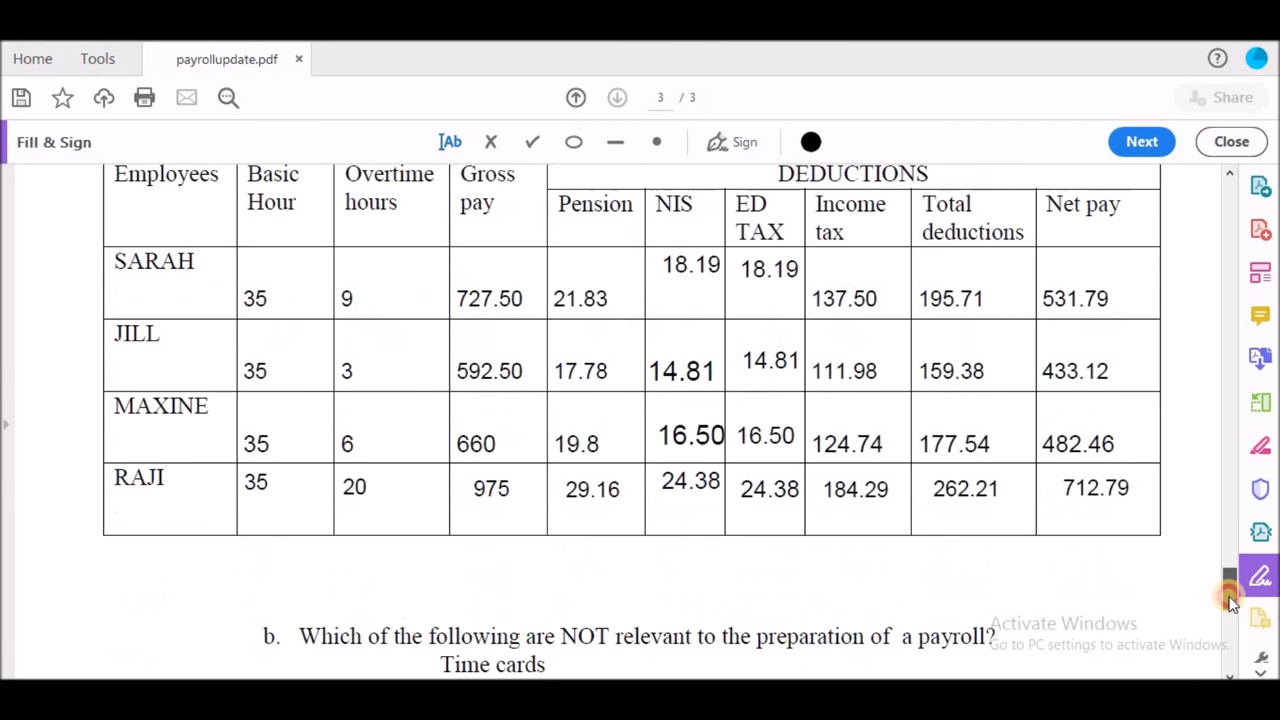 Home Tools payrollupdate.pdf ×
3 / 3 Share
Fill & Sign Ab Sign Next Close
Employees Basic Hour Overtime hours Gross pay DEDUCTIONS
Pension NIS ED TAX Income tax Total deductions Net pay
SARAH 35 9 727.50 21.83 18.19 18.19 137.50 195.71 531.79
JILL 35 3 592.50 17.78 14.81 14.81 111.98 159.38 433.12
MAXINE 35 6 660 19.8 16.50 16.50 124.74 177.54 482.46
RAJI 35 20 975 29.16 24.38 24.38 184.29 262.21 712.79
b. Which of the following are NOT relevant to the preparation of a payroll?
Time cards
Activate Windows
Go to PC settings to activate Windows.